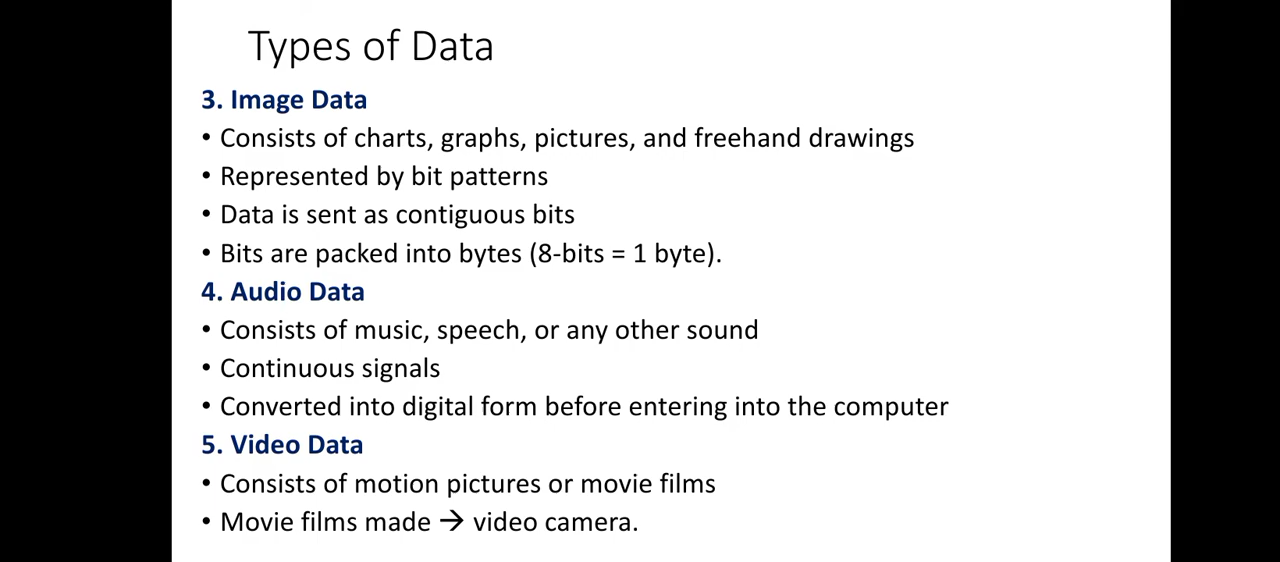 Types of Data
3. Image Data
• Consists of charts, graphs, pictures, and freehand drawings
• Represented by bit patterns
• Data is sent as contiguous bits
• Bits are packed into bytes (8-bits = 1 byte).
4. Audio Data
• Consists of music, speech, or any other sound
• Continuous signals
• Converted into digital form before entering into the computer
5. Video Data
• Consists of motion pictures or movie films
• Movie films made → video camera.